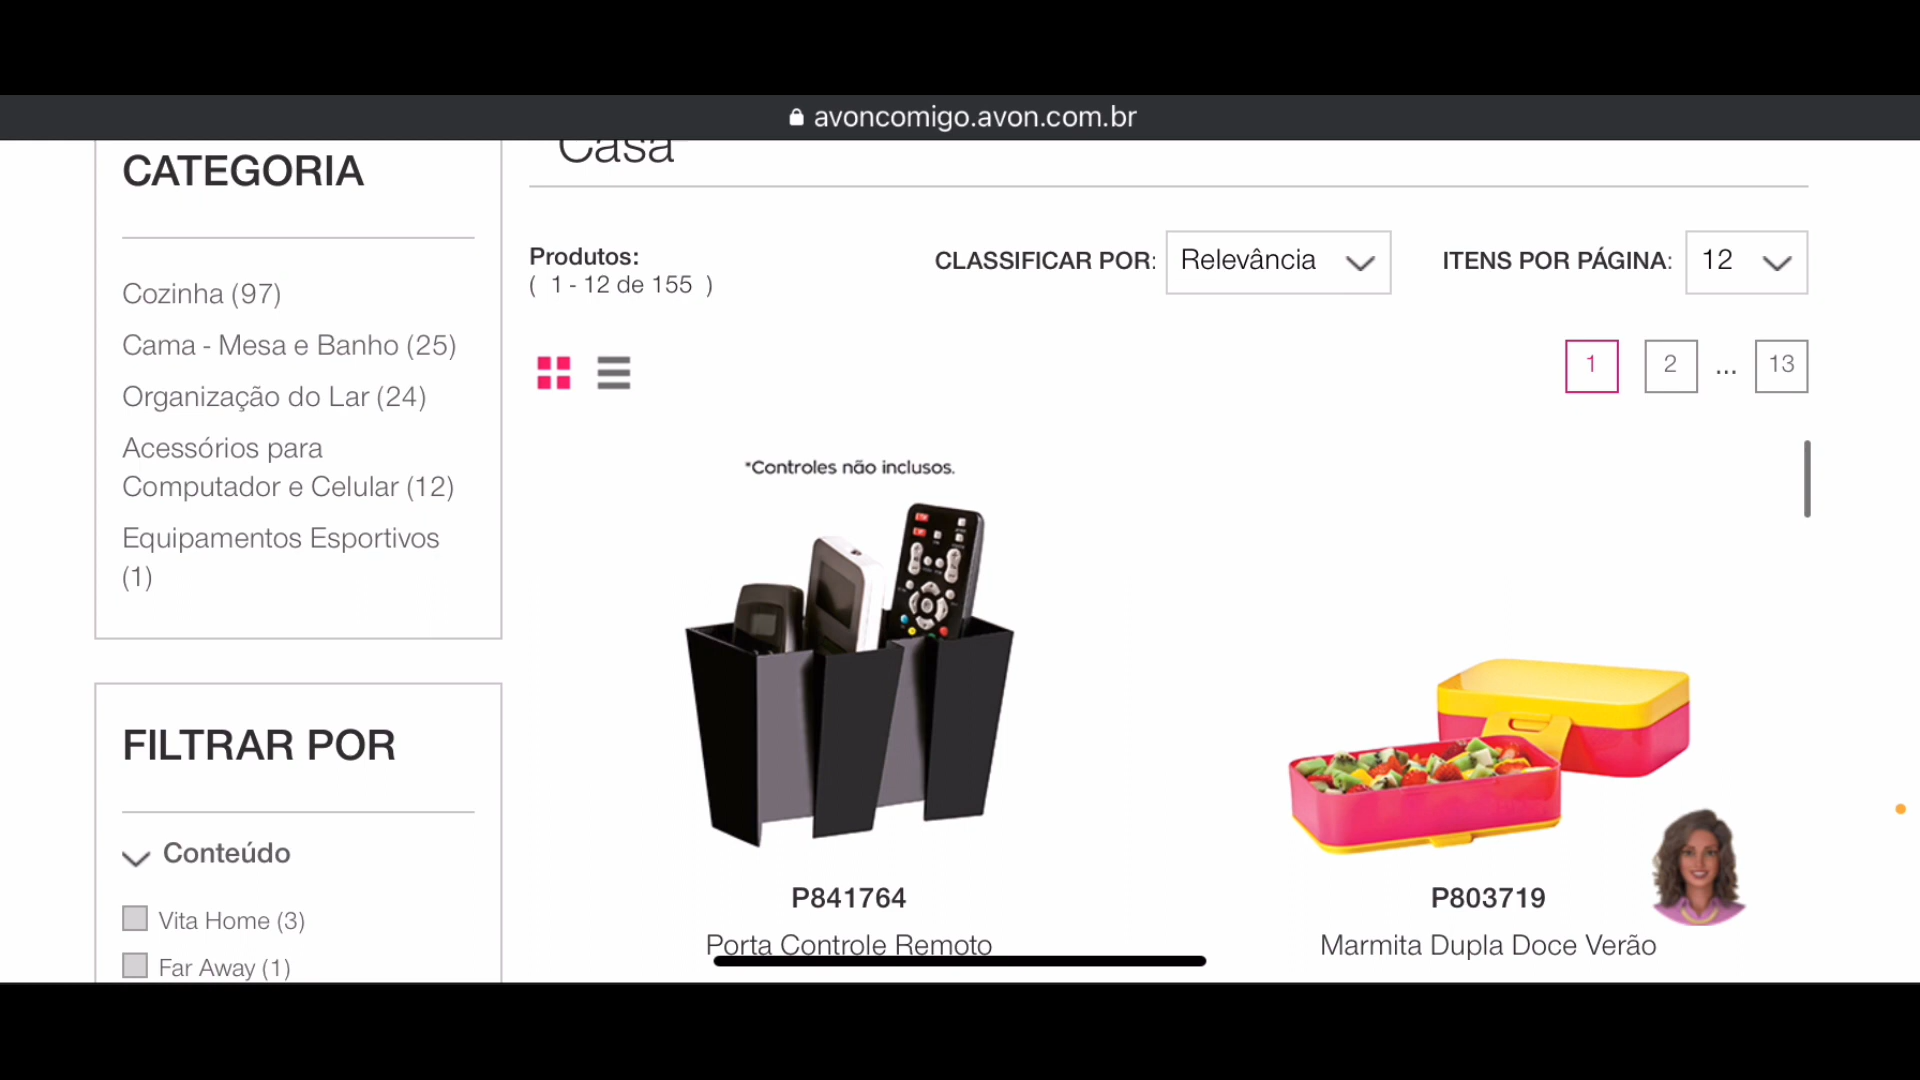 avoncomigo.avon.com.br
Casa
CATEGORIA
Cozinha (97)
Cama - Mesa e Banho (25)
Organização do Lar (24)
Acessórios para
Computador e Celular (12)
Equipamentos Esportivos
(1)
FILTRAR POR
Conteúdo
Vita Home (3)
Far Away (1)
Produtos:
( 1 - 12 de 155 )
CLASSIFICAR POR: Relevância
ITENS POR PÁGINA: 12
1 2 ... 13
*Controles não inclusos.
P841764
Porta Controle Remoto
P803719
Marmita Dupla Doce Verão